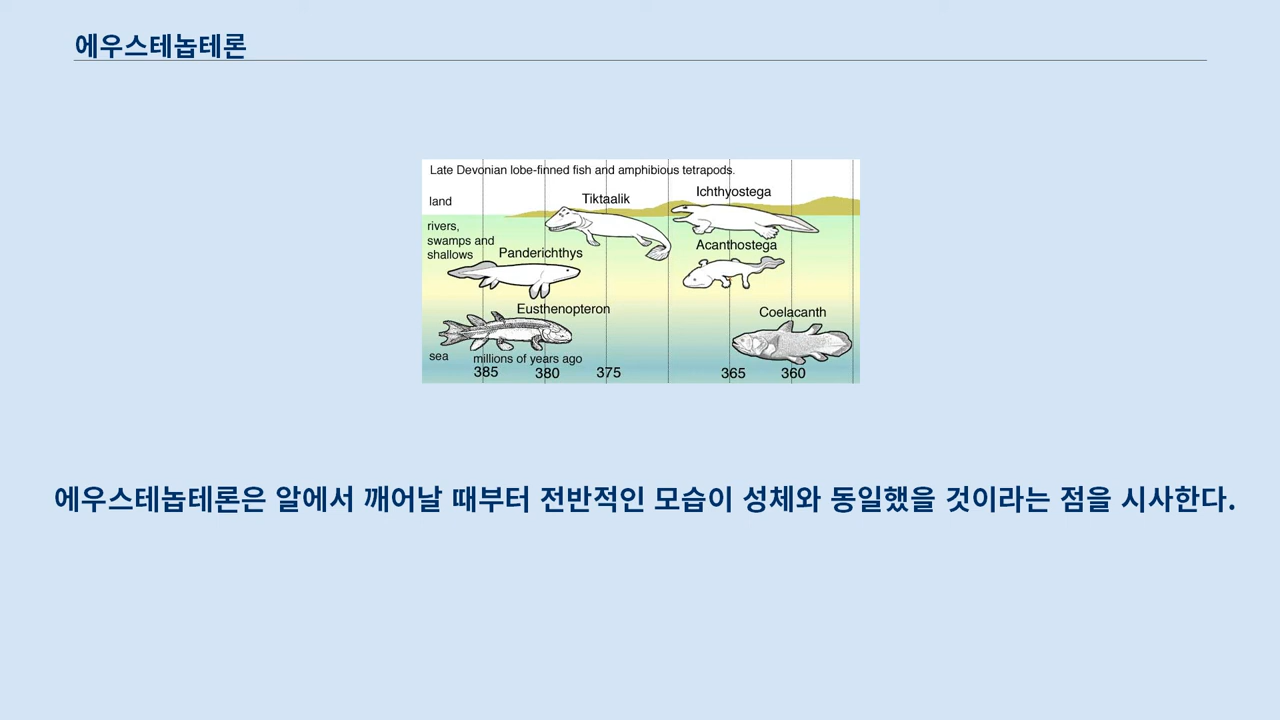 에우스테놉테론
Late Devonian lobe-finned fish and amphibious tetrapods.
land
Tiktaalik
Ichthyostega
rivers,
swamps and
shallows
Panderichthys
Acanthostega
Eusthenopteron
Coelacanth
sea
millions of years ago
385 380 375 365 360
에우스테놉테론은 알에서 깨어날 때부터 전반적인 모습이 성체와 동일했을 것이라는 점을 시사한다.